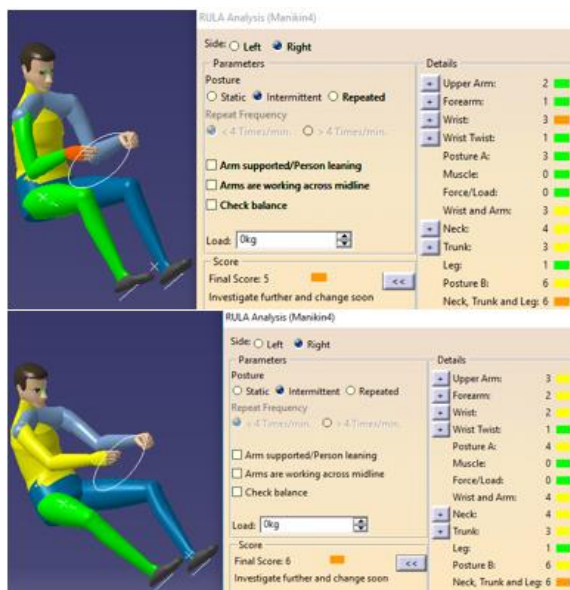 RULA Analysis (Manikin4)
Side: Left Right
Parameters
Posture
Static Intermittent Repeated
Repeat Frequency
< 4 Times/min. > 4 Times/min.
Arm supported/Person leaning
Arms are working across midline
Check balance
Load: 0kg
Score
Final Score: 5 <<
Investigate further and change soon
Details
+ Upper Arm: 2
+ Forearm: 1
+ Wrist: 3
+ Wrist Twist: 1
Posture A: 3
Muscle: 0
Force/Load: 0
Wrist and Arm: 3
+ Neck: 4
+ Trunk: 3
Leg: 1
Posture B: 6
Neck, Trunk and Leg: 6
RULA Analysis (Manikin4)
Side: Left Right
Parameters
Posture
Static Intermittent Repeated
Repeat Frequency
< 4 Times/min. > 4 Times/min.
Arm supported/Person leaning
Arms are working across midline
Check balance
Load: 0kg
Score
Final Score: 6 <<
Investigate further and change soon
Details
+ Upper Arm: 3
+ Forearm: 2
+ Wrist: 2
+ Wrist Twist: 1
Posture A: 4
Muscle: 0
Force/Load: 0
Wrist and Arm: 4
+ Neck: 4
+ Trunk: 3
Leg: 1
Posture B: 6
Neck, Trunk and Leg: 6